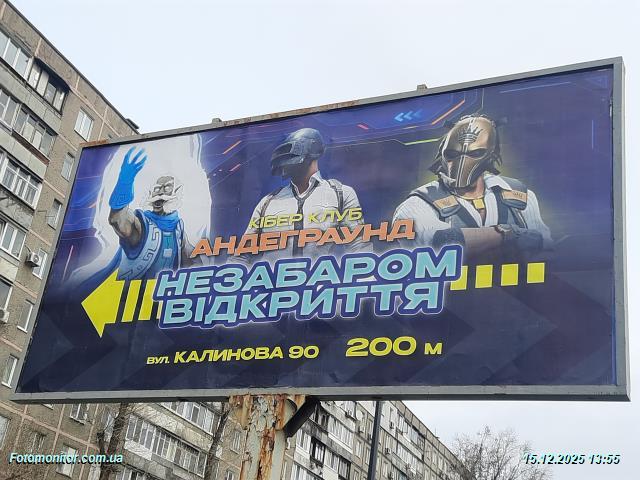 КІБЕР КЛУБ
АНДЕГРАУНД
НЕЗАБАРОМ
ВІДКРИТТЯ
вул. КАЛИНОВА 90 200 м
Fotomonitor.com.ua
15.12.2025 13:55